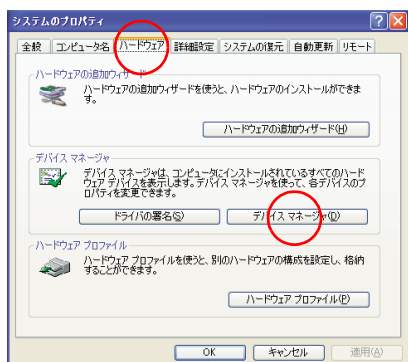 システムのプロパティ
全般 コンピュータ名 ハードウェア 詳細設定 システムの復元 自動更新 リモート
ハードウェアの追加ウィザード
ハードウェアの追加ウィザードを使うと、ハードウェアのインストールができま
す。
ハードウェアの追加ウィザード(H)
デバイス マネージャ
デバイス マネージャは、コンピュータにインストールされているすべてのハード
ウェア デバイスを表示します。デバイス マネージャを使って、各デバイスのプ
ロパティを変更できます。
ドライバの署名(S) デバイス マネージャ(D)
ハードウェア プロファイル
ハードウェア プロファイルを使うと、別のハードウェアの構成を設定し、格納
することができます。
ハードウェア プロファイル(P)
OK キャンセル 適用(A)